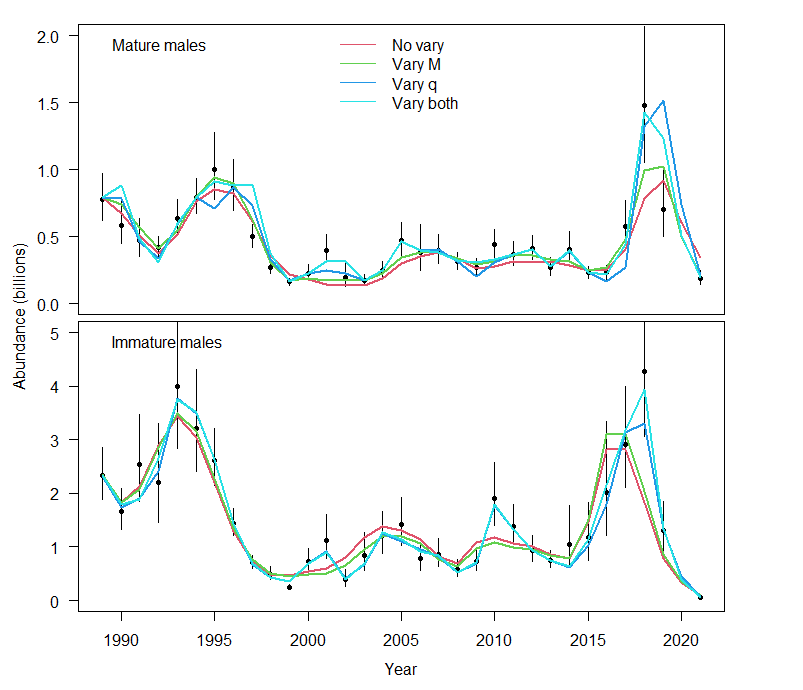 Mature males
No vary
Vary M
Vary q
Vary both
2.0
1.5
1.0
0.5
0.0
Abundance (billions)
Immature males
5
4
3
2
1
0
1990 1995 2000 2005 2010 2015 2020
Year